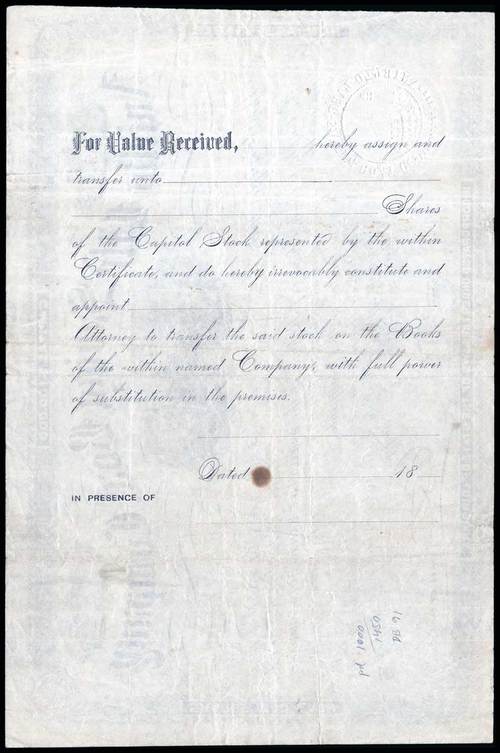 For Value Received, hereby assign and
transfer unto
Shares
of the Capitol Stock represented by the within
Certificate, and do hereby irrevocably constitute and
appoint
Attorney to transfer the said stock on the Books
of the within named Company, with full power
of substitution in the premises.
Dated 18
IN PRESENCE OF